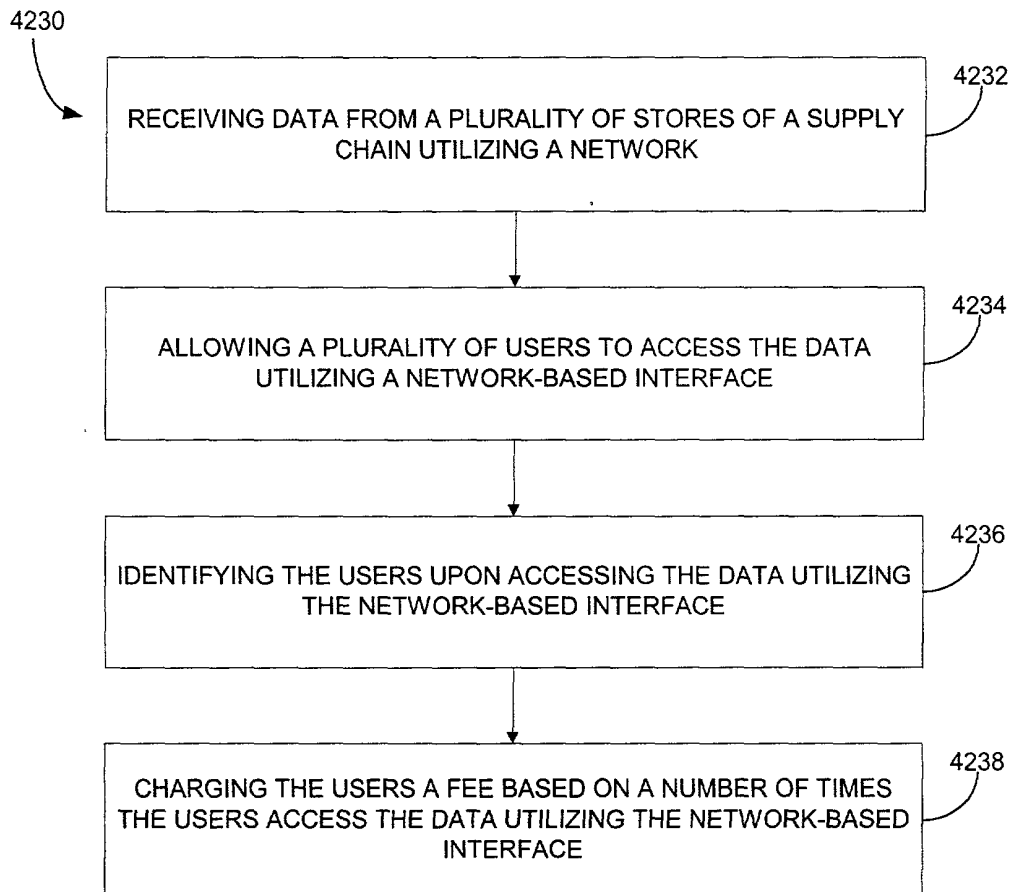 4230
4232
RECEIVING DATA FROM A PLURALITY OF STORES OF A SUPPLY
CHAIN UTILIZING A NETWORK
4234
ALLOWING A PLURALITY OF USERS TO ACCESS THE DATA
UTILIZING A NETWORK-BASED INTERFACE
4236
IDENTIFYING THE USERS UPON ACCESSING THE DATA UTILIZING
THE NETWORK-BASED INTERFACE
4238
CHARGING THE USERS A FEE BASED ON A NUMBER OF TIMES
THE USERS ACCESS THE DATA UTILIZING THE NETWORK-BASED
INTERFACE